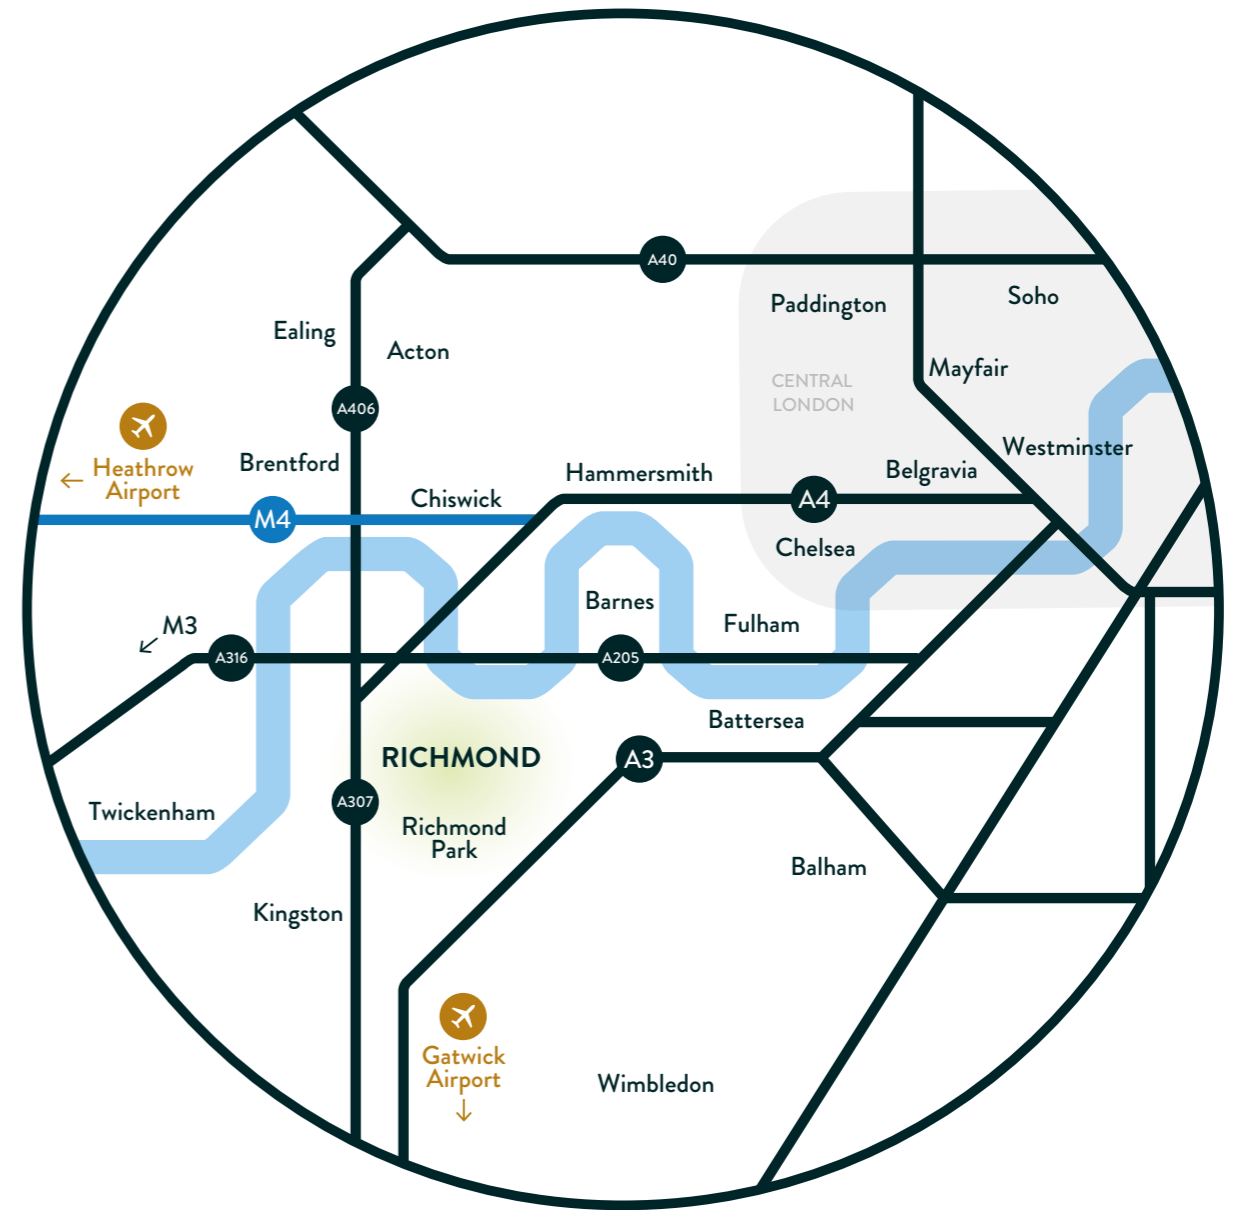 A40
Soho
Paddington
Ealing
Acton
Mayfair
CENTRAL
LONDON
A406
Westminster
Brentford
Heathrow
Airport
Belgravia
Hammersmith
Chiswick
A4
M4
Chelsea
Barnes
Fulham
M3
A316
A205
Battersea
RICHMOND
A3
A307
Twickenham
Richmond
Park
Balham
Kingston
Gatwick
Airport
Wimbledon